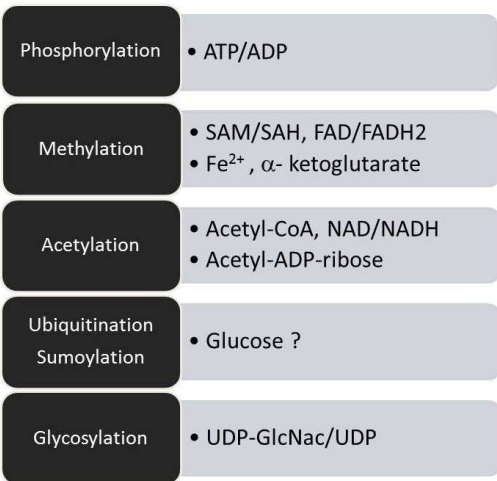 Phosphorylation
• ATP/ADP
Methylation
• SAM/SAH, FAD/FADH2
• Fe²⁺ , α- ketoglutarate
Acetylation
• Acetyl-CoA, NAD/NADH
• Acetyl-ADP-ribose
Ubiquitination
Sumoylation
• Glucose ?
Glycosylation
• UDP-GlcNac/UDP